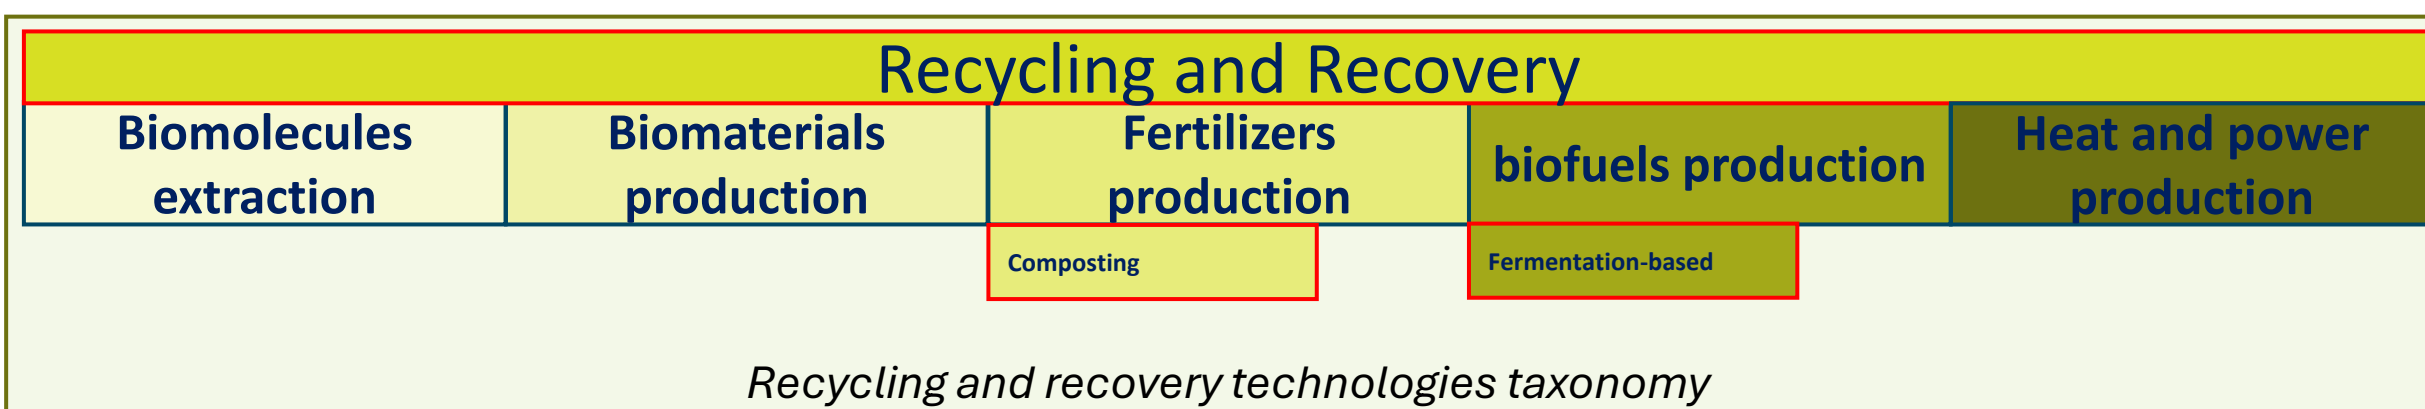 Recycling and Recovery
Biomolecules
extraction
Biomaterials
production
Fertilizers
production
biofuels production
Heat and power
production
Composting
Fermentation-based
Recycling and recovery technologies taxonomy